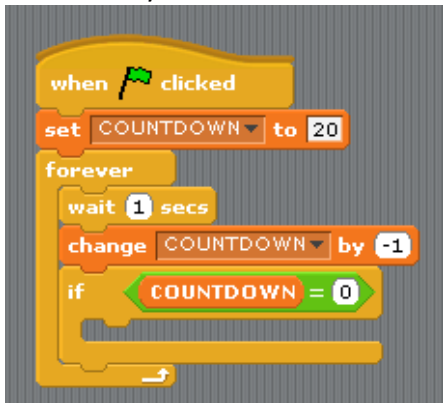 when clicked
set COUNTDOWN to 20
forever
wait 1 secs
change COUNTDOWN by -1
if COUNTDOWN = 0